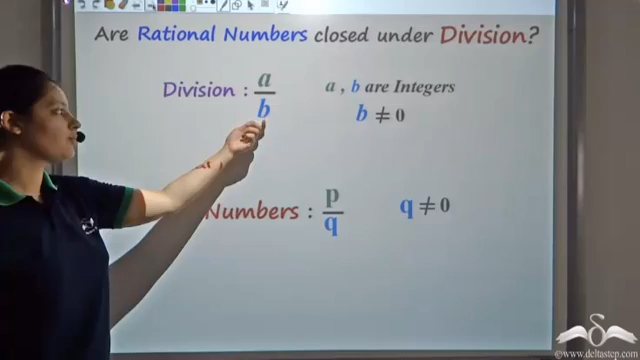 Are Rational Numbers closed under Division?
Division : a/b a , b are Integers
b ≠ 0
Numbers : p/q q ≠ 0
©www.deltastep.com